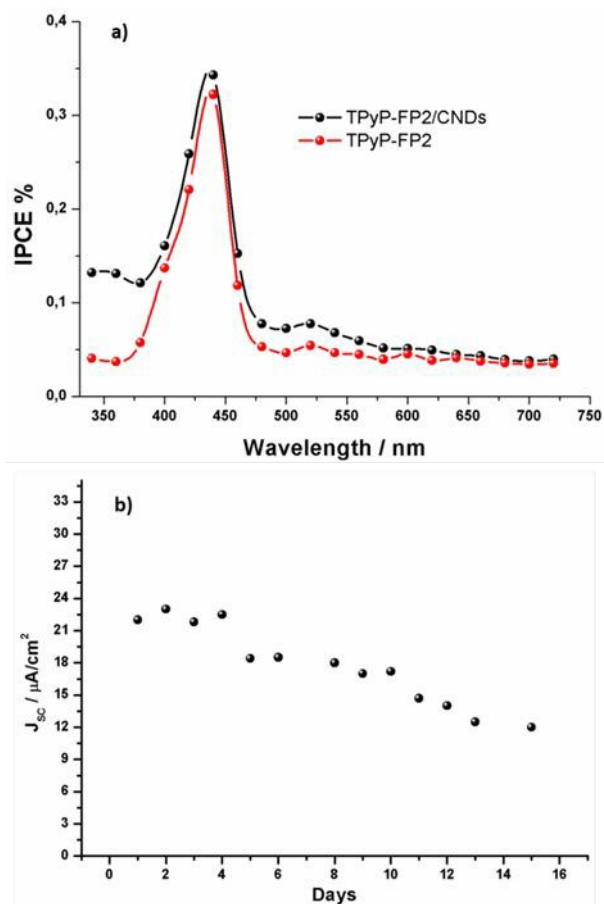 a)
0,4
0,3
0,2
0,1
0,0
IPCE %
TPyP-FP2/CNDs
TPyP-FP2
350 400 450 500 550 600 650 700 750
Wavelength / nm
b)
33
30
27
24
21
18
15
12
9
6
3
0
J_SC / μA/cm²
0 2 4 6 8 10 12 14 16
Days